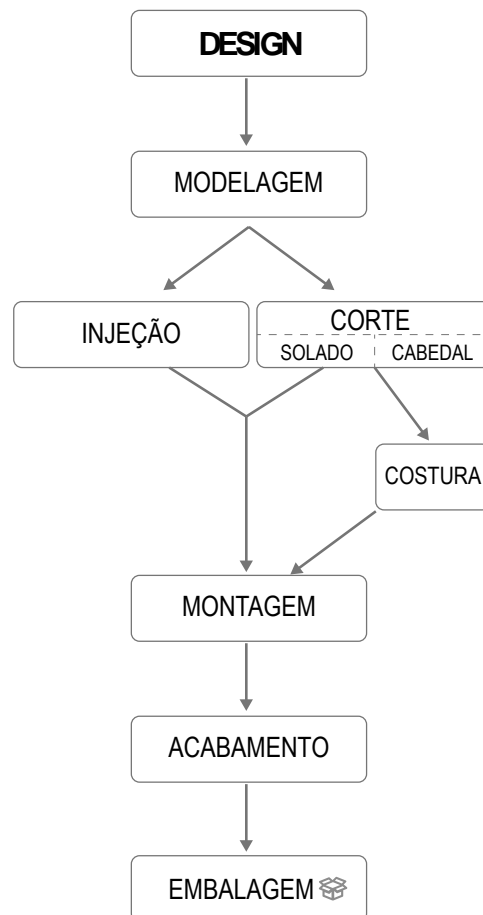 DESIGN
MODELAGEM
INJEÇÃO
CORTE
SOLADO CABEDAL
COSTURA
MONTAGEM
ACABAMENTO
EMBALAGEM